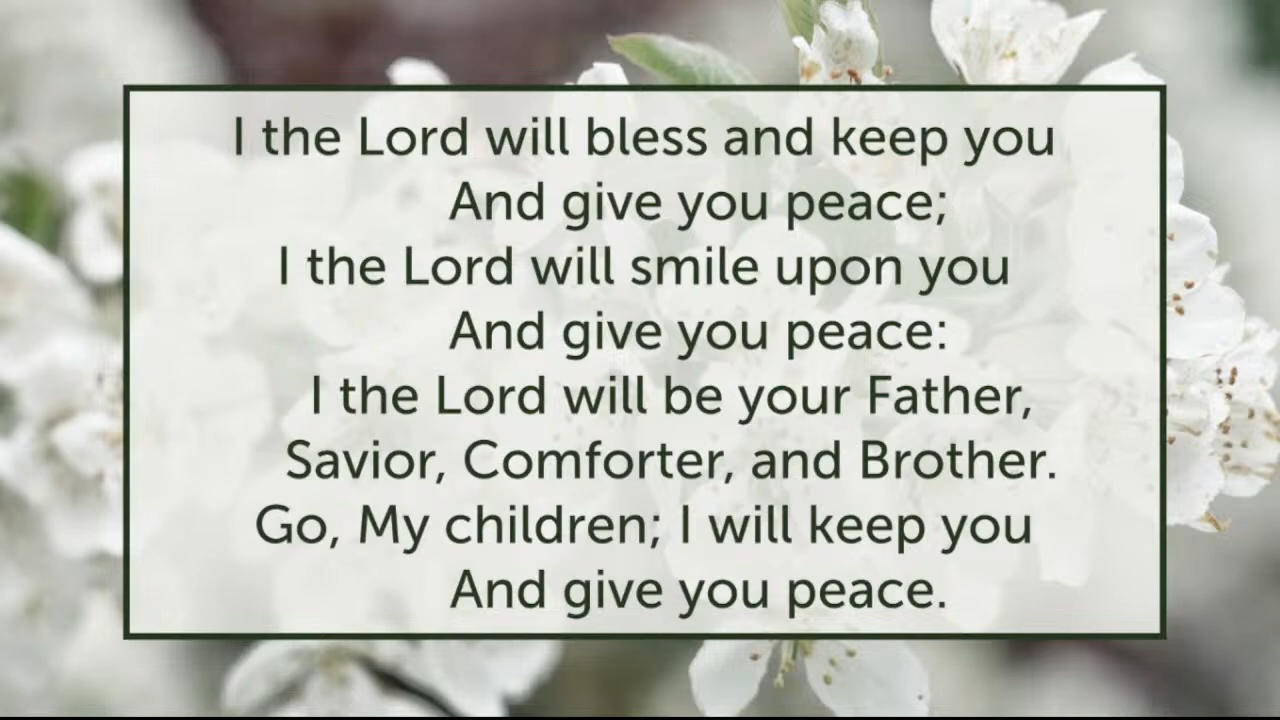 I the Lord will bless and keep you
And give you peace;
I the Lord will smile upon you
And give you peace:
I the Lord will be your Father,
Savior, Comforter, and Brother.
Go, My children; I will keep you
And give you peace.